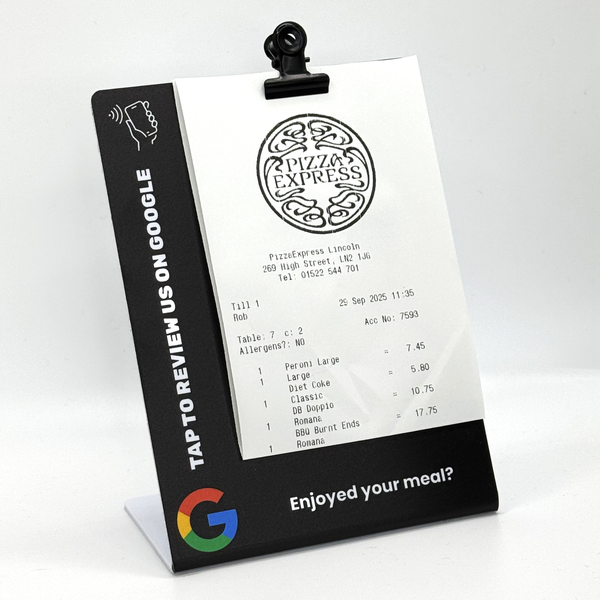 TAP TO REVIEW US ON GOOGLE
PIZZA
EXPRESS
PizzaExpress Lincoln
269 High Street, LN2 1JG
Tel: 01522 544 701
Till 1 29 Sep 2025 11:35
Rob
Acc No: 7593
Table: 7 c: 2
Allergens?: NO
1 Peroni Large = 7.45
Large
1 Diet Coke = 5.80
Classic
1 DB Doppio = 10.75
Romana
1 BBQ Burnt Ends = 17.75
1 Romana
G
Enjoyed your meal?